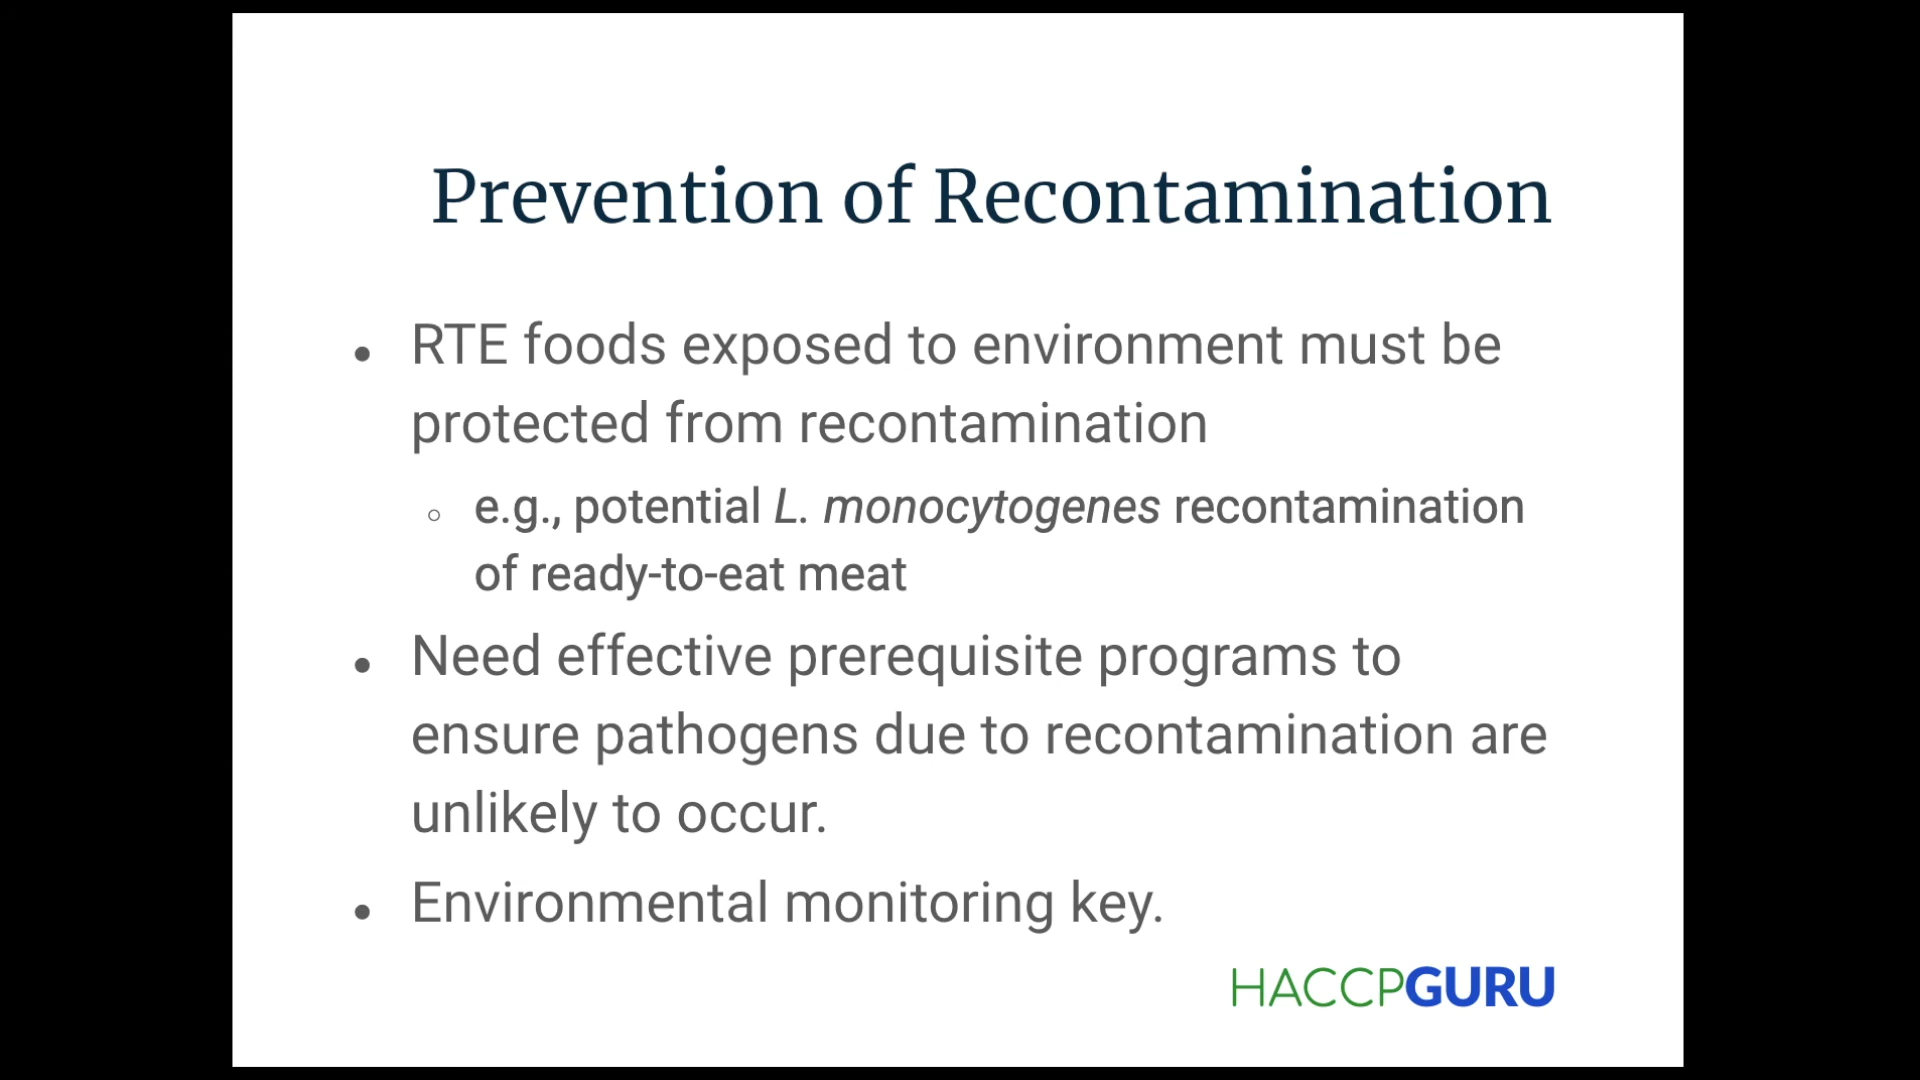 Prevention of Recontamination
• RTE foods exposed to environment must be
protected from recontamination
○ e.g., potential L. monocytogenes recontamination
of ready-to-eat meat
• Need effective prerequisite programs to
ensure pathogens due to recontamination are
unlikely to occur.
• Environmental monitoring key.
HACCPGURU